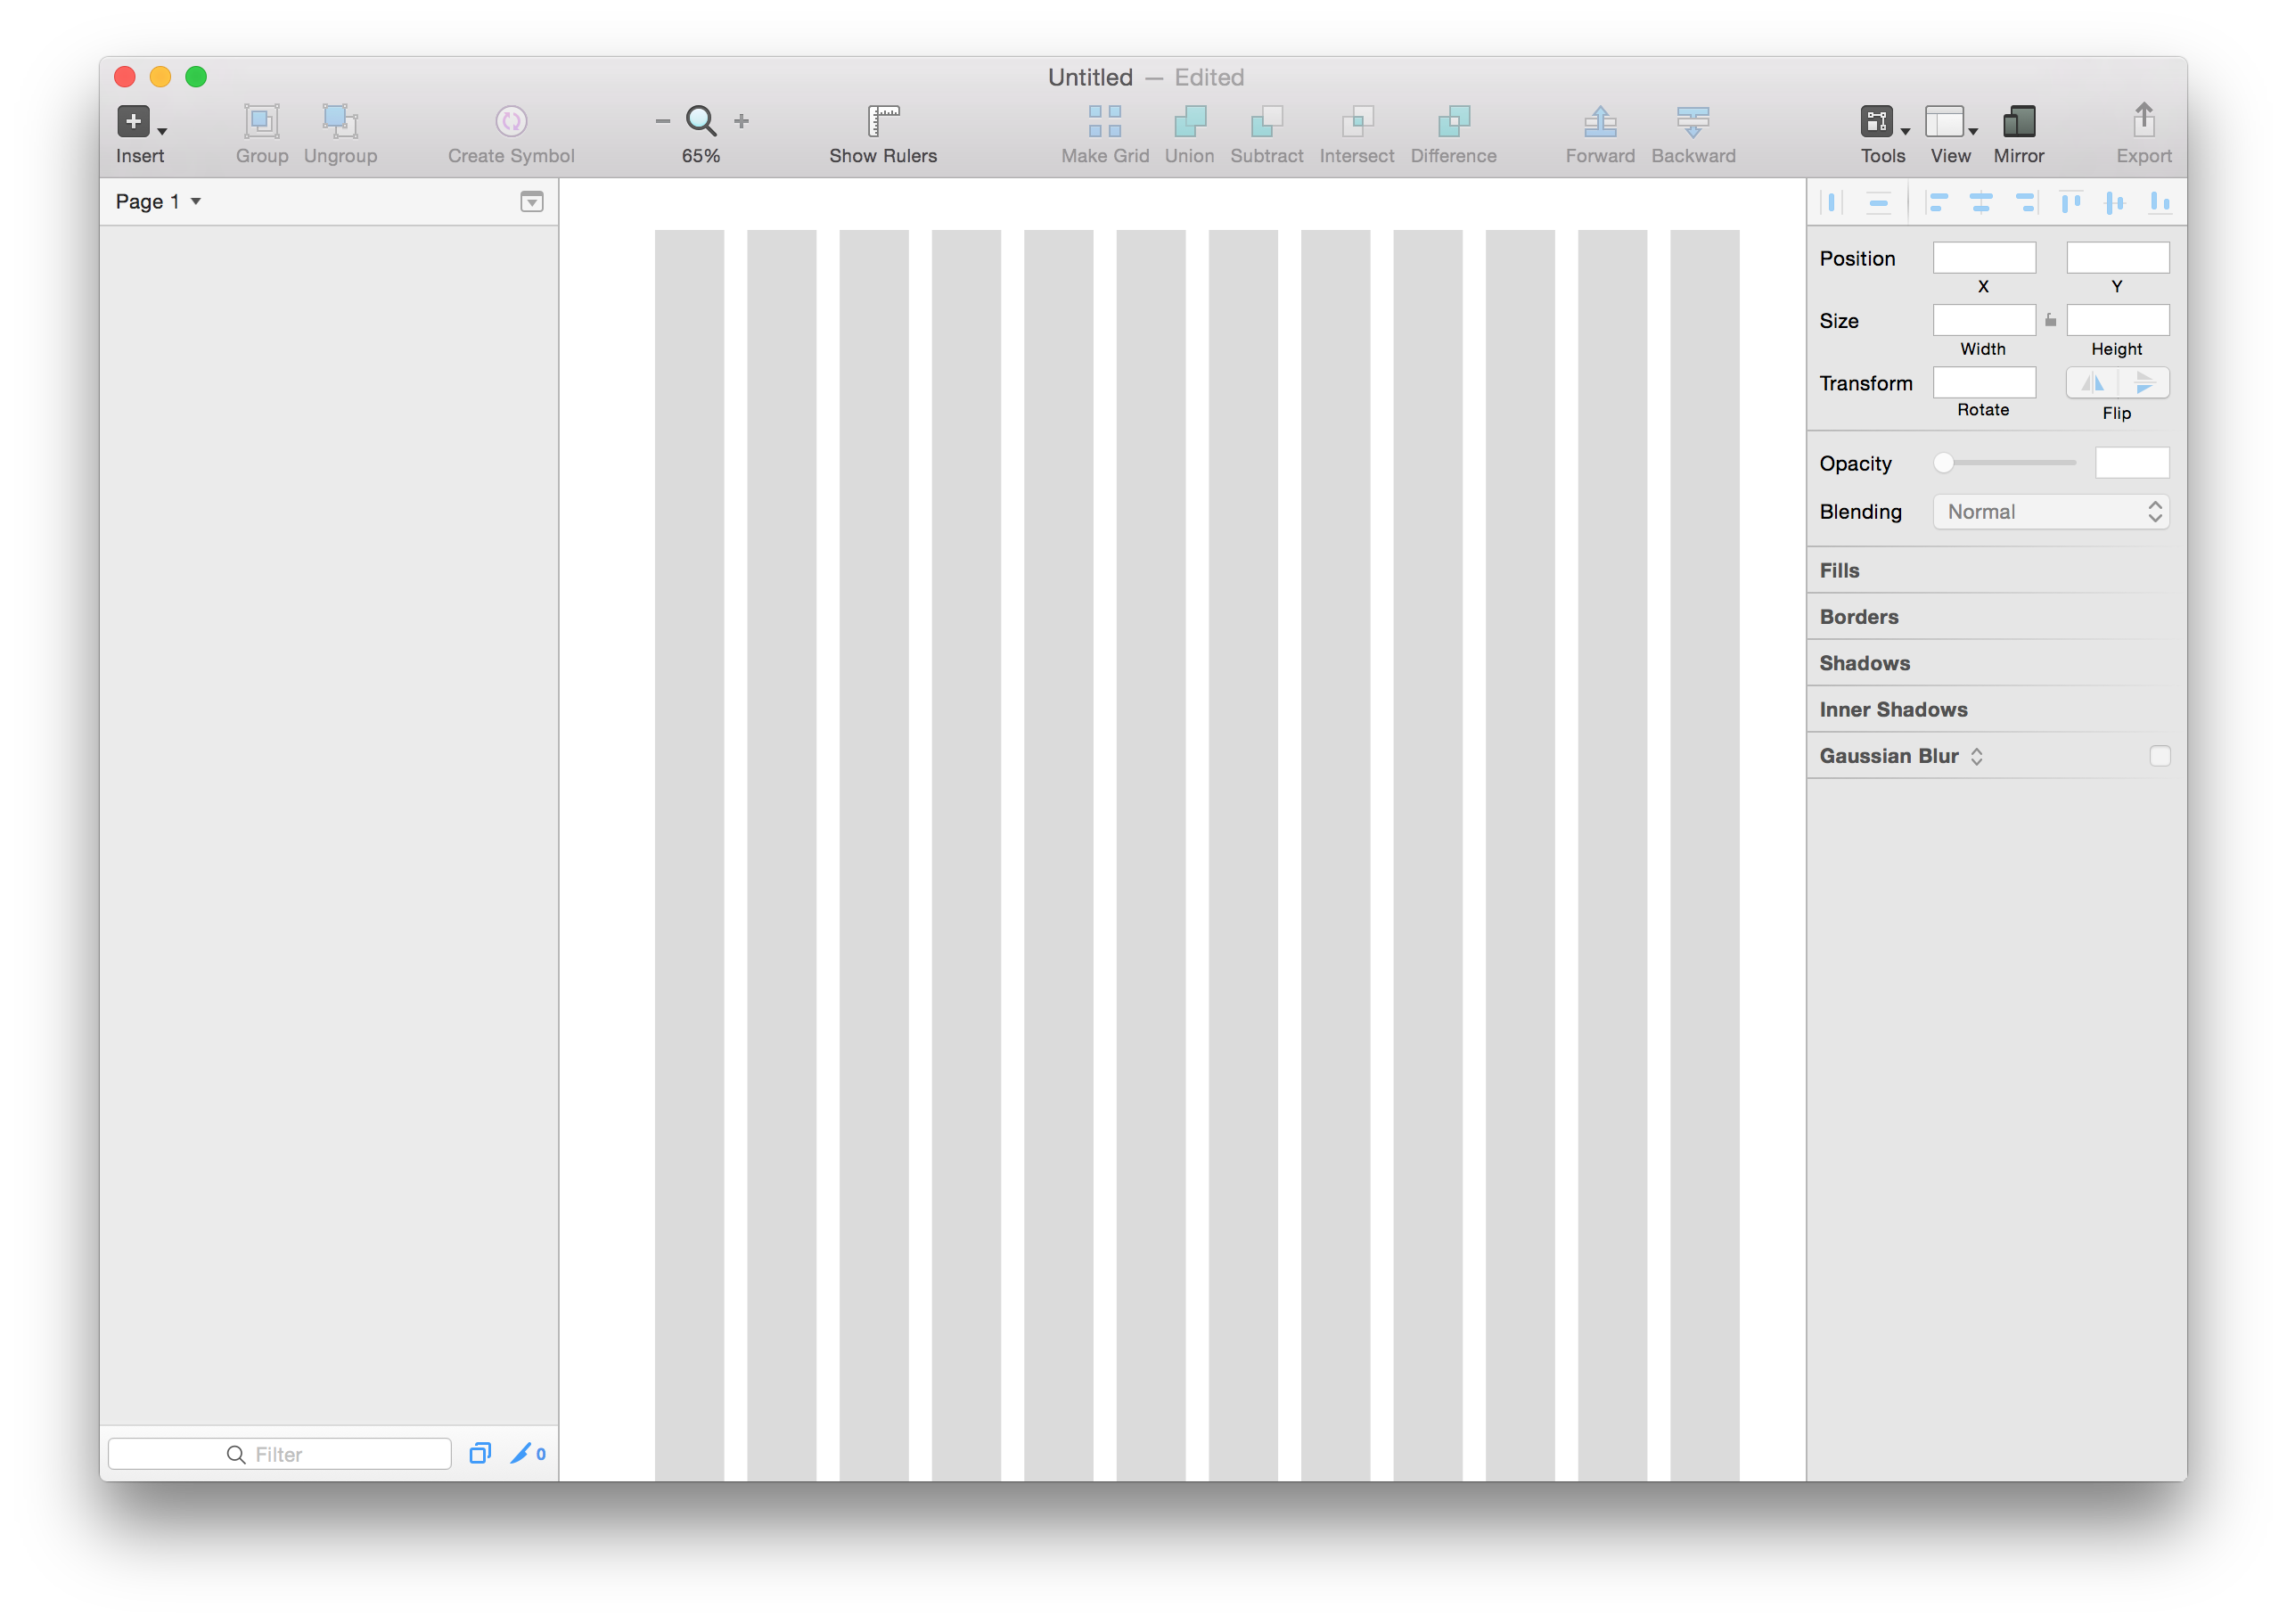 Untitled — Edited
Insert Group Ungroup Create Symbol 65% Show Rulers Make Grid Union Subtract Intersect Difference Forward Backward Tools View Mirror Export
Page 1
Position
X Y
Size
Width Height
Transform
Rotate Flip
Opacity
Blending Normal
Fills
Borders
Shadows
Inner Shadows
Gaussian Blur
Filter 0